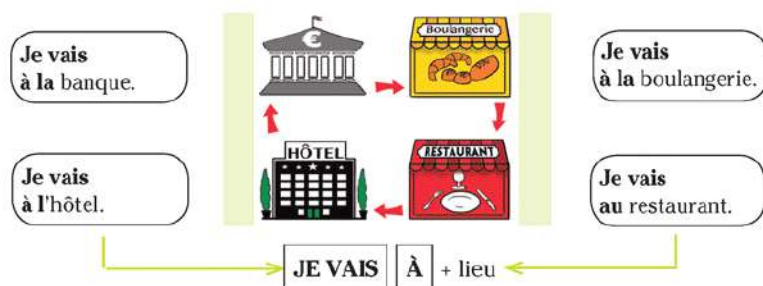 Je vais
à la banque.
€
Boulangerie
Je vais
à la boulangerie.
Je vais
à l'hôtel.
HÔTEL
RESTAURANT
Je vais
au restaurant.
JE VAIS À + lieu